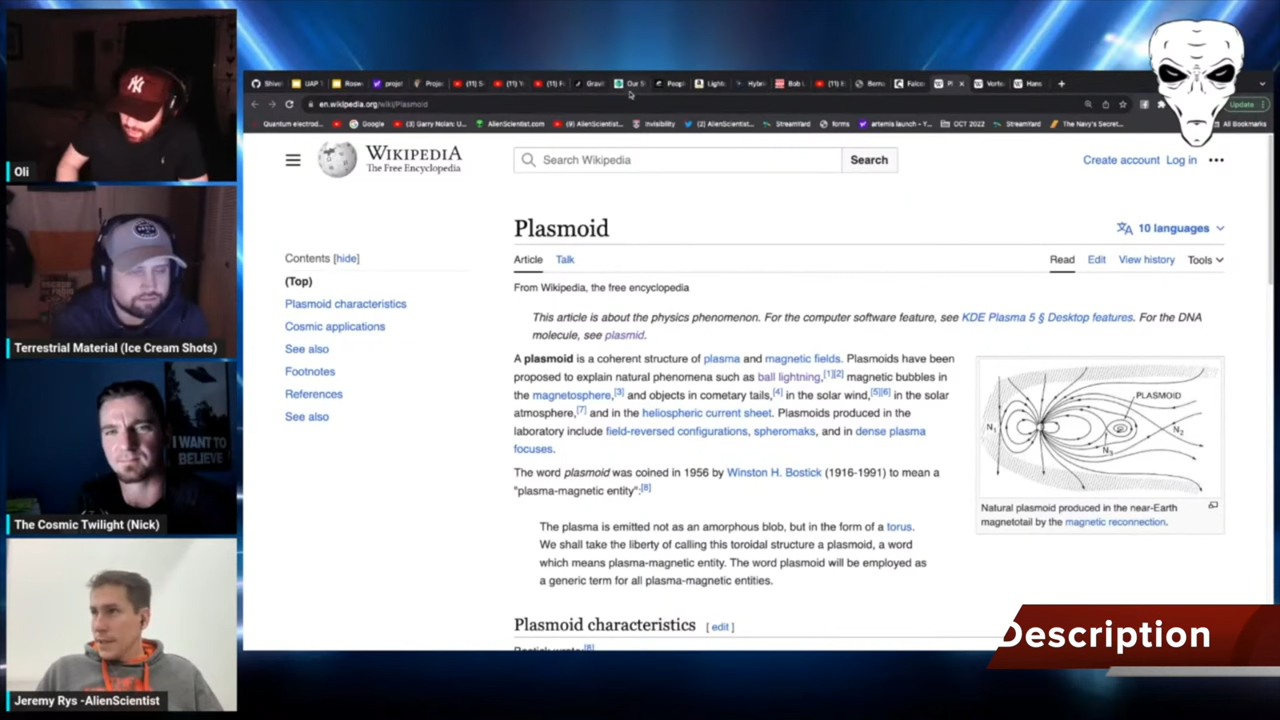 Oli
Terrestrial Material (Ice Cream Shots)
I WANT TO
BELIEVE
The Cosmic Twilight (Nick)
Jeremy Rys -AlienScientist
UAP
Update
en.wikipedia.org/wiki/Plasmoid
Quantum electrod... Google (3) Garry Nolan: U... AlienScientist.com (9) AlienScientist... Invisibility (2) AlienScientist... StreamYard forms artemis launch - Y... OCT 2022 StreamYard The Navy's Secret... All Bookmarks
WIKIPEDIA
The Free Encyclopedia
Search Wikipedia Search
Create account Log in
Plasmoid
10 languages
Article Talk
Read Edit View history Tools
Contents [hide]
(Top)
Plasmoid characteristics
Cosmic applications
See also
Footnotes
References
See also
From Wikipedia, the free encyclopedia
This article is about the physics phenomenon. For the computer software feature, see KDE Plasma 5 § Desktop features. For the DNA
molecule, see plasmid.
A plasmoid is a coherent structure of plasma and magnetic fields. Plasmoids have been
proposed to explain natural phenomena such as ball lightning,[1][2] magnetic bubbles in
the magnetosphere,[3] and objects in cometary tails,[4] in the solar wind,[5][6] in the solar
atmosphere,[7] and in the heliospheric current sheet. Plasmoids produced in the
laboratory include field-reversed configurations, spheromaks, and in dense plasma
focuses.
The word plasmoid was coined in 1956 by Winston H. Bostick (1916-1991) to mean a
"plasma-magnetic entity":[8]
The plasma is emitted not as an amorphous blob, but in the form of a torus.
We shall take the liberty of calling this toroidal structure a plasmoid, a word
which means plasma-magnetic entity. The word plasmoid will be employed as
a generic term for all plasma-magnetic entities.
PLASMOID
N1
N2
N3
Natural plasmoid produced in the near-Earth
magnetotail by the magnetic reconnection.
Plasmoid characteristics [ edit ]
Bostick wrote:[8]
Description